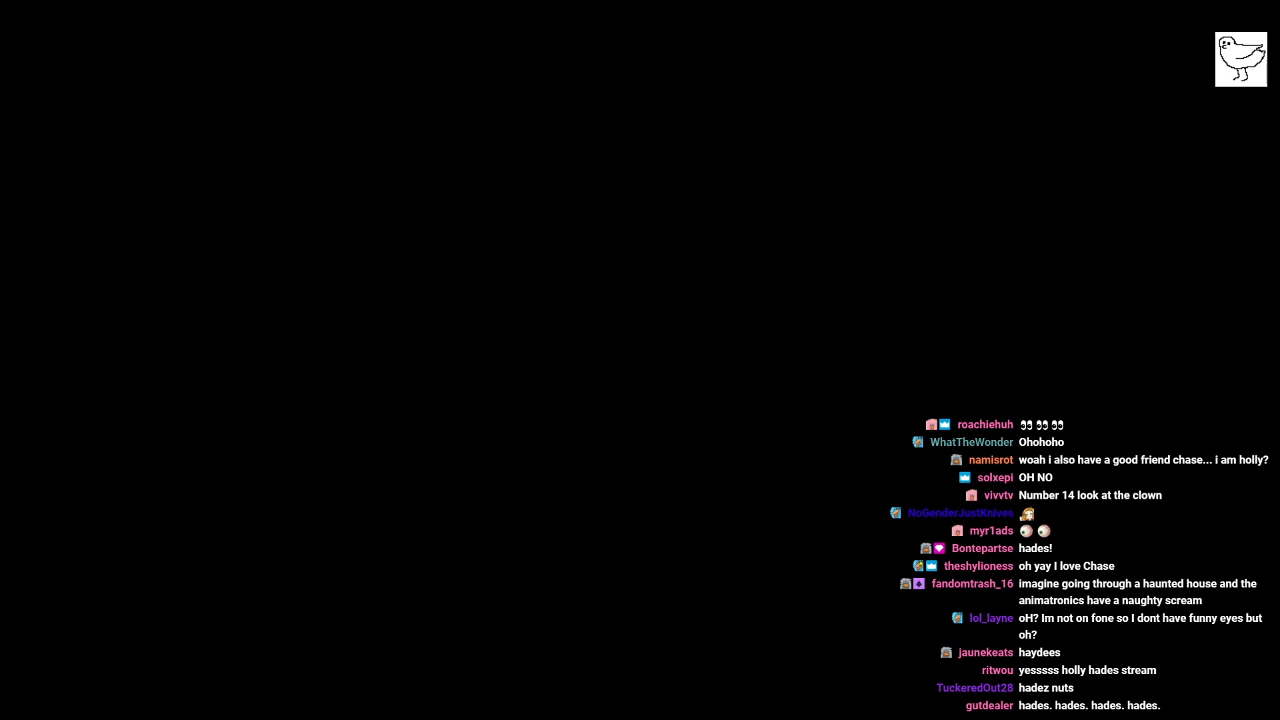 roachiehuh 👀 👀 👀
WhatTheWonder Ohohoho
namisrot woah i also have a good friend chase... i am holly?
solxepi OH NO
vivvtv Number 14 look at the clown
NoGenderJustKnives
myr1ads
Bontepartse hades!
theshylioness oh yay I love Chase
fandomtrash_16 imagine going through a haunted house and the
animatronics have a naughty scream
lol_layne oH? Im not on fone so I dont have funny eyes but
oh?
jaunekeats haydees
ritwou yesssss holly hades stream
TuckeredOut28 hadez nuts
gutdealer hades. hades. hades. hades.